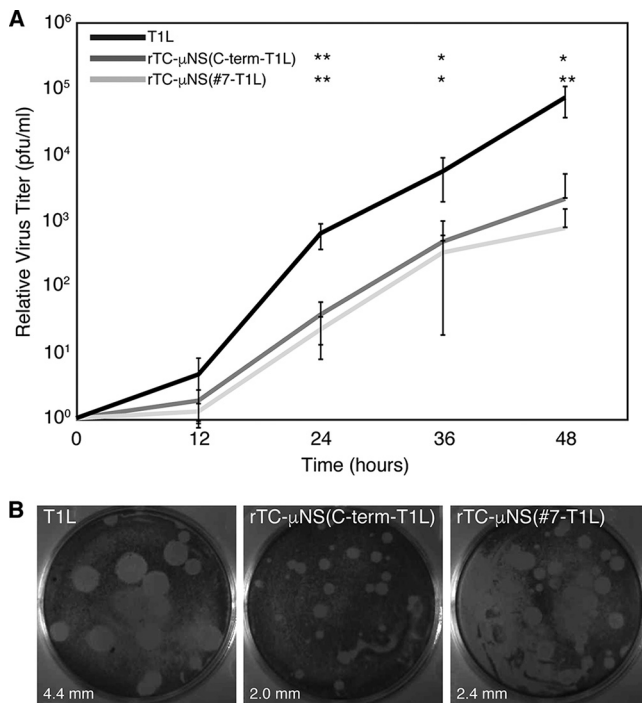 A
10⁶
10⁵
10⁴
10³
10²
10¹
10⁰
Relative Virus Titer (pfu/ml)
T1L
rTC-μNS(C-term-T1L)
rTC-μNS(#7-T1L)
** * *
** * **
0 12 24 36 48
Time (hours)
B
T1L rTC-μNS(C-term-T1L) rTC-μNS(#7-T1L)
4.4 mm 2.0 mm 2.4 mm